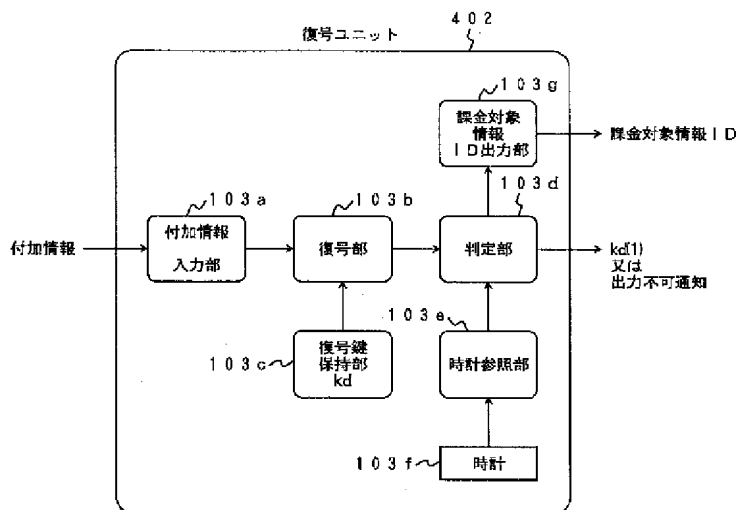 復号ユニット
402
103g
課金対象
情報
ID出力部
課金対象情報ID
103a
103b
103d
付加情報
付加情報
入力部
復号部
判定部
kd(1)
又は
出力不可通知
103c
復号鍵
保持部
kd
103e
時計参照部
103f
時計